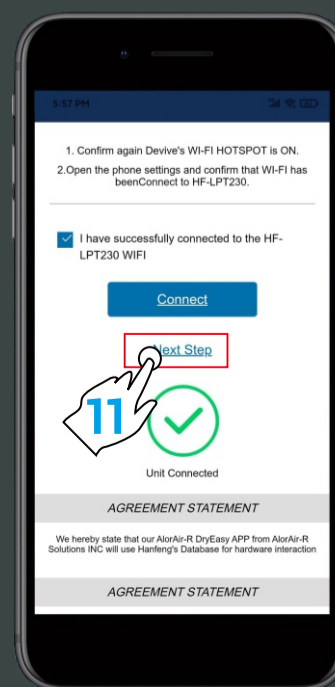 5:57 PM
1. Confirm again Devive's WI-FI HOTSPOT is ON.
2.Open the phone settings and confirm that WI-FI has
beenConnect to HF-LPT230.
I have successfully connected to the HF-
LPT230 WIFI
Connect
Next Step
11
Unit Connected
AGREEMENT STATEMENT
We hereby state that our AlorAir-R DryEasy APP from AlorAir-R
Solutions INC will use Hanfeng's Database for hardware interaction
AGREEMENT STATEMENT